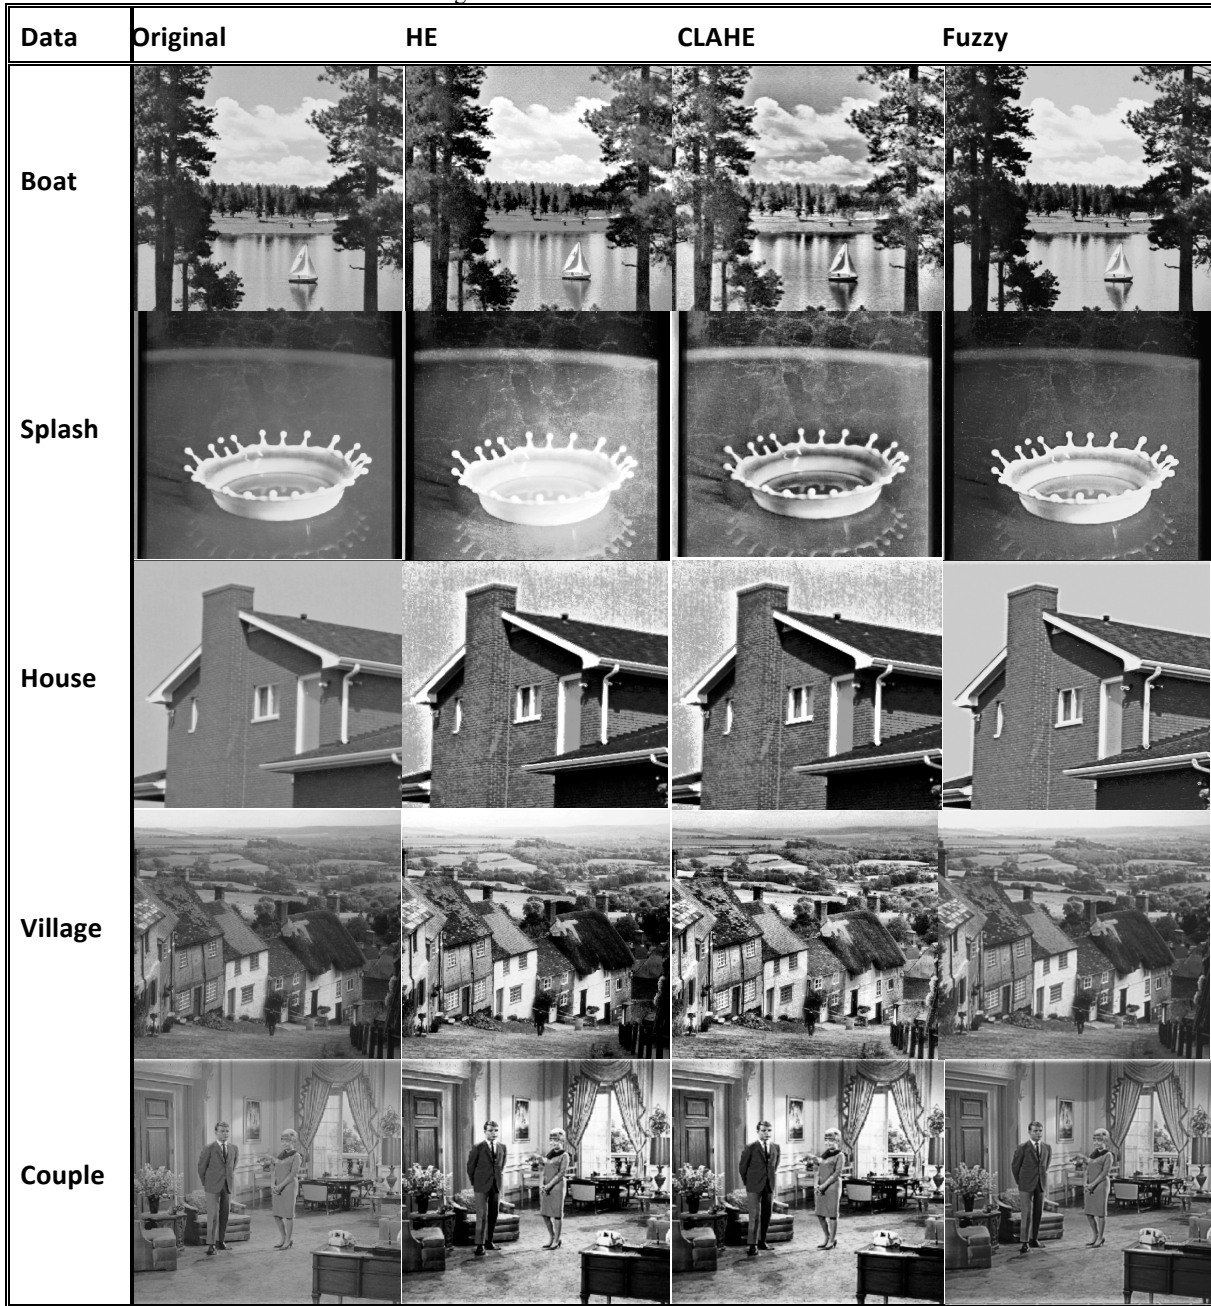 Data Original HE CLAHE Fuzzy
Boat
Splash
House
Village
Couple